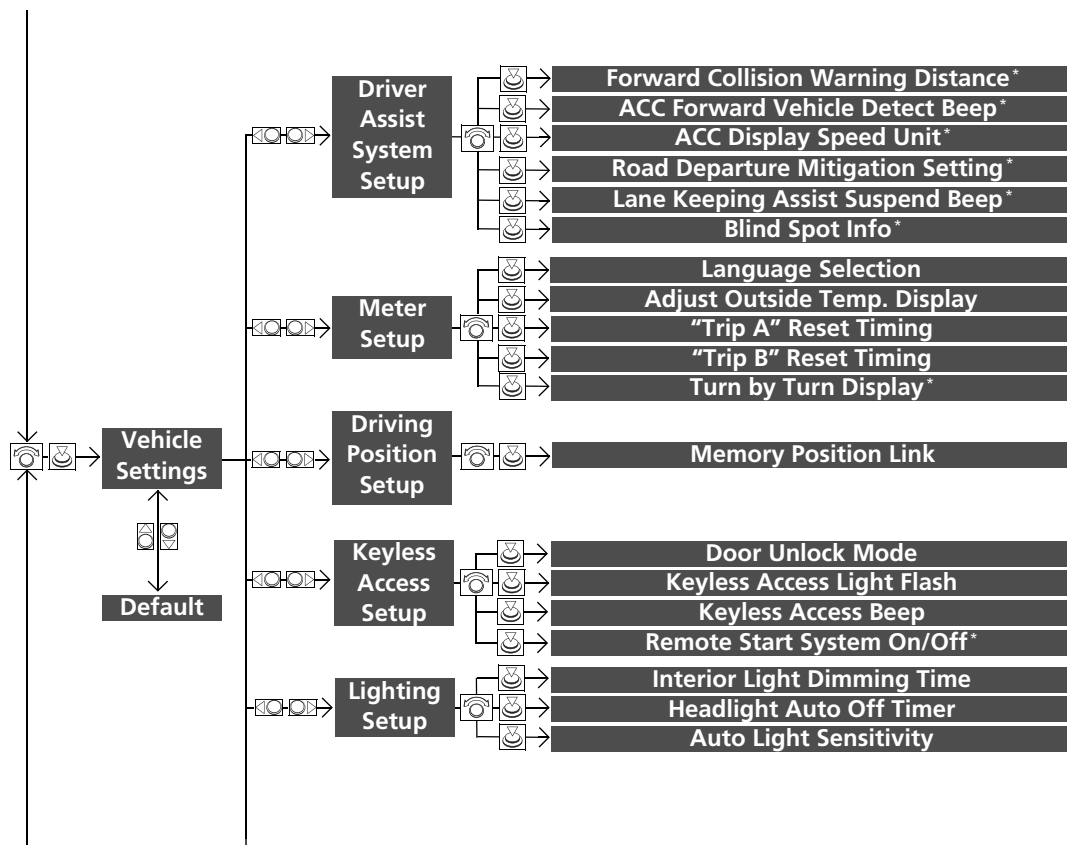 Driver
Assist
System
Setup
Forward Collision Warning Distance*
ACC Forward Vehicle Detect Beep*
ACC Display Speed Unit*
Road Departure Mitigation Setting*
Lane Keeping Assist Suspend Beep*
Blind Spot Info*
Meter
Setup
Language Selection
Adjust Outside Temp. Display
“Trip A” Reset Timing
“Trip B” Reset Timing
Turn by Turn Display*
Vehicle
Settings
Default
Driving
Position
Setup
Memory Position Link
Keyless
Access
Setup
Door Unlock Mode
Keyless Access Light Flash
Keyless Access Beep
Remote Start System On/Off*
Lighting
Setup
Interior Light Dimming Time
Headlight Auto Off Timer
Auto Light Sensitivity